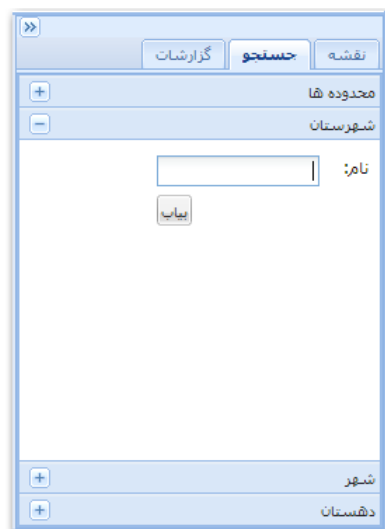 نقشه جستجو گزارشات
محدوده ها
شهرستان
نام:
بیاب
شهر
دهستان